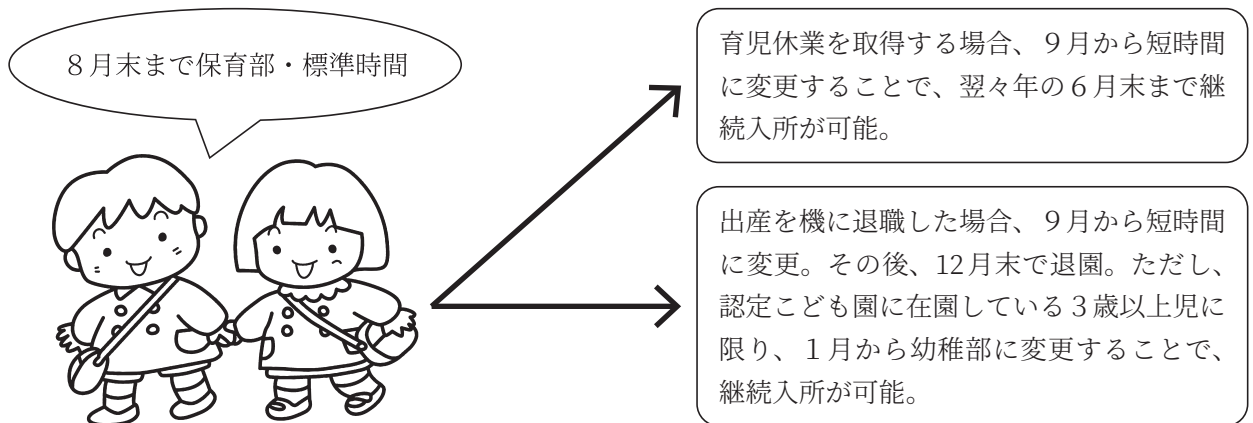 ８月末まで保育部・標準時間
育児休業を取得する場合、９月から短時間
に変更することで、翌々年の６月末まで継
続入所が可能。
出産を機に退職した場合、９月から短時間
に変更。その後、12月末で退園。ただし、
認定こども園に在園している３歳以上児に
限り、１月から幼稚部に変更することで、
継続入所が可能。